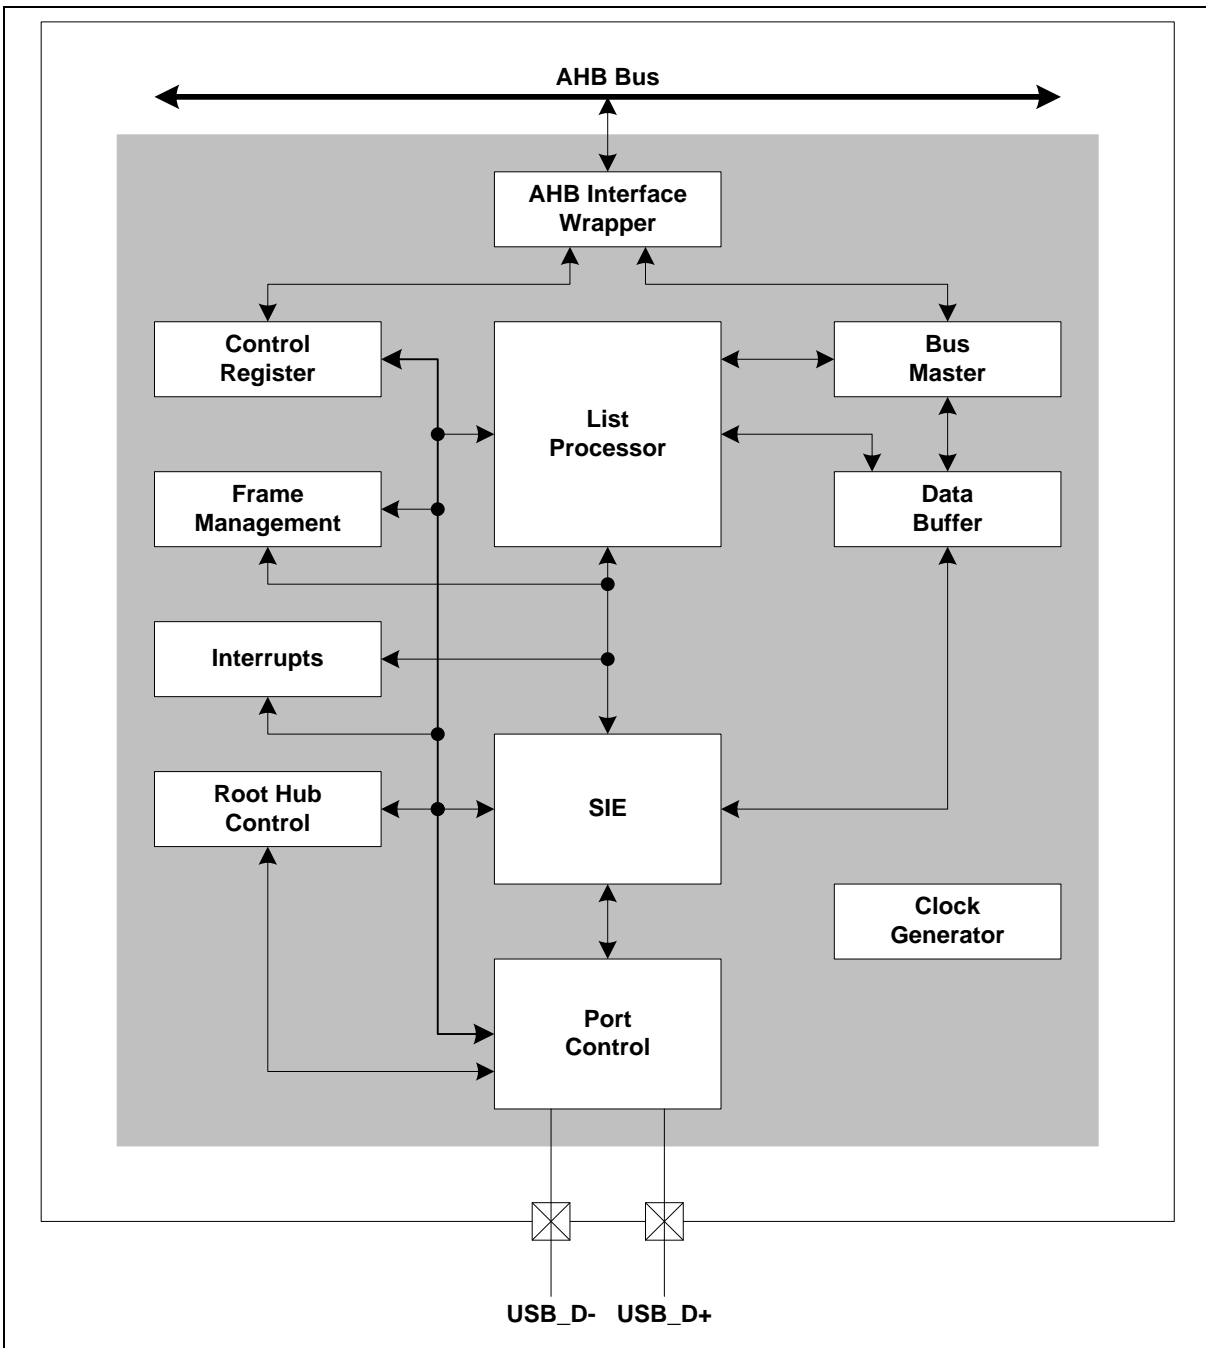 AHB Bus
AHB Interface
Wrapper
Control
Register
List
Processor
Bus
Master
Frame
Management
Data
Buffer
Interrupts
Root Hub
Control
SIE
Clock
Generator
Port
Control
USB_D-
USB_D+